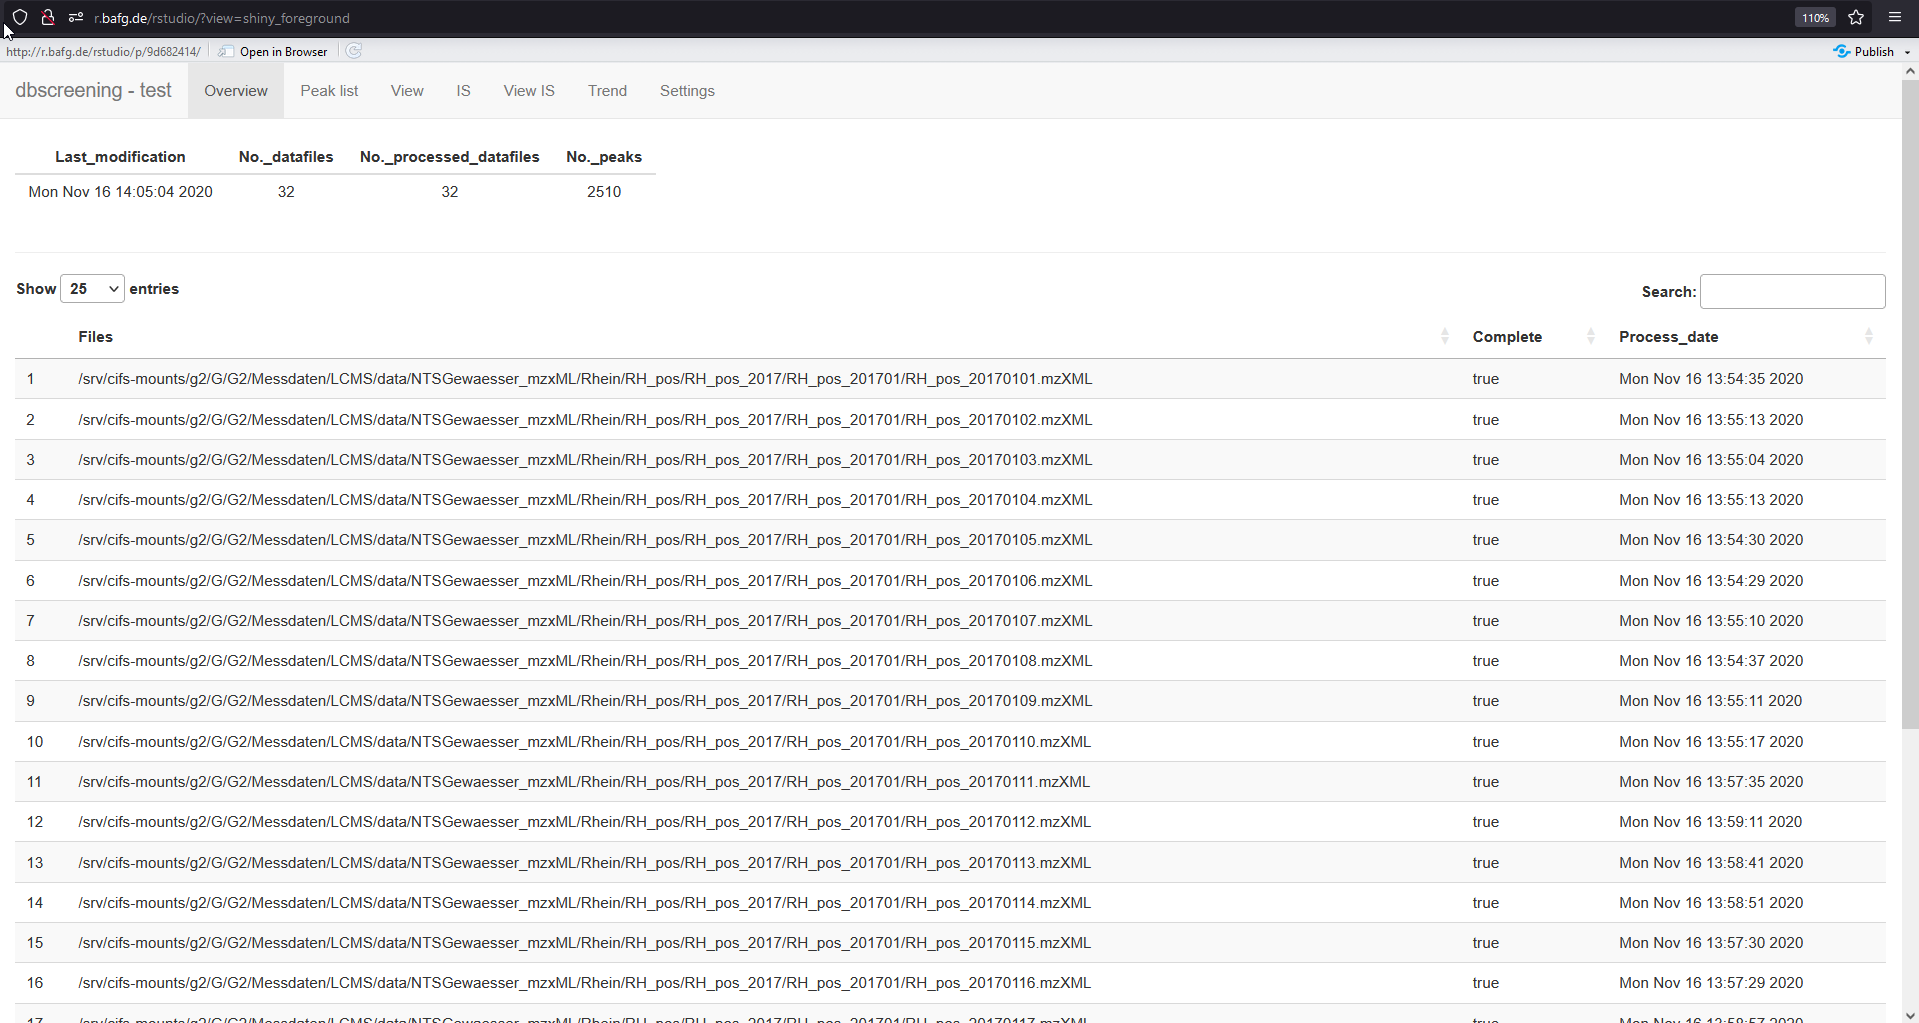 r.bafg.de/rstudio/?view=shiny_foreground 110%
http://r.bafg.de/rstudio/p/9d682414/ Open in Browser Publish
dbscreening - test Overview Peak list View IS View IS Trend Settings
Last_modification No._datafiles No._processed_datafiles No._peaks
Mon Nov 16 14:05:04 2020 32 32 2510
Show 25 entries Search:
Files Complete Process_date
1 /srv/cifs-mounts/g2/G/G2/Messdaten/LCMS/data/NTSGewaesser_mzxML/Rhein/RH_pos/RH_pos_2017/RH_pos_201701/RH_pos_20170101.mzXML true Mon Nov 16 13:54:35 2020
2 /srv/cifs-mounts/g2/G/G2/Messdaten/LCMS/data/NTSGewaesser_mzxML/Rhein/RH_pos/RH_pos_2017/RH_pos_201701/RH_pos_20170102.mzXML true Mon Nov 16 13:55:13 2020
3 /srv/cifs-mounts/g2/G/G2/Messdaten/LCMS/data/NTSGewaesser_mzxML/Rhein/RH_pos/RH_pos_2017/RH_pos_201701/RH_pos_20170103.mzXML true Mon Nov 16 13:55:04 2020
4 /srv/cifs-mounts/g2/G/G2/Messdaten/LCMS/data/NTSGewaesser_mzxML/Rhein/RH_pos/RH_pos_2017/RH_pos_201701/RH_pos_20170104.mzXML true Mon Nov 16 13:55:13 2020
5 /srv/cifs-mounts/g2/G/G2/Messdaten/LCMS/data/NTSGewaesser_mzxML/Rhein/RH_pos/RH_pos_2017/RH_pos_201701/RH_pos_20170105.mzXML true Mon Nov 16 13:54:30 2020
6 /srv/cifs-mounts/g2/G/G2/Messdaten/LCMS/data/NTSGewaesser_mzxML/Rhein/RH_pos/RH_pos_2017/RH_pos_201701/RH_pos_20170106.mzXML true Mon Nov 16 13:54:29 2020
7 /srv/cifs-mounts/g2/G/G2/Messdaten/LCMS/data/NTSGewaesser_mzxML/Rhein/RH_pos/RH_pos_2017/RH_pos_201701/RH_pos_20170107.mzXML true Mon Nov 16 13:55:10 2020
8 /srv/cifs-mounts/g2/G/G2/Messdaten/LCMS/data/NTSGewaesser_mzxML/Rhein/RH_pos/RH_pos_2017/RH_pos_201701/RH_pos_20170108.mzXML true Mon Nov 16 13:54:37 2020
9 /srv/cifs-mounts/g2/G/G2/Messdaten/LCMS/data/NTSGewaesser_mzxML/Rhein/RH_pos/RH_pos_2017/RH_pos_201701/RH_pos_20170109.mzXML true Mon Nov 16 13:55:11 2020
10 /srv/cifs-mounts/g2/G/G2/Messdaten/LCMS/data/NTSGewaesser_mzxML/Rhein/RH_pos/RH_pos_2017/RH_pos_201701/RH_pos_20170110.mzXML true Mon Nov 16 13:55:17 2020
11 /srv/cifs-mounts/g2/G/G2/Messdaten/LCMS/data/NTSGewaesser_mzxML/Rhein/RH_pos/RH_pos_2017/RH_pos_201701/RH_pos_20170111.mzXML true Mon Nov 16 13:57:35 2020
12 /srv/cifs-mounts/g2/G/G2/Messdaten/LCMS/data/NTSGewaesser_mzxML/Rhein/RH_pos/RH_pos_2017/RH_pos_201701/RH_pos_20170112.mzXML true Mon Nov 16 13:59:11 2020
13 /srv/cifs-mounts/g2/G/G2/Messdaten/LCMS/data/NTSGewaesser_mzxML/Rhein/RH_pos/RH_pos_2017/RH_pos_201701/RH_pos_20170113.mzXML true Mon Nov 16 13:58:41 2020
14 /srv/cifs-mounts/g2/G/G2/Messdaten/LCMS/data/NTSGewaesser_mzxML/Rhein/RH_pos/RH_pos_2017/RH_pos_201701/RH_pos_20170114.mzXML true Mon Nov 16 13:58:51 2020
15 /srv/cifs-mounts/g2/G/G2/Messdaten/LCMS/data/NTSGewaesser_mzxML/Rhein/RH_pos/RH_pos_2017/RH_pos_201701/RH_pos_20170115.mzXML true Mon Nov 16 13:57:30 2020
16 /srv/cifs-mounts/g2/G/G2/Messdaten/LCMS/data/NTSGewaesser_mzxML/Rhein/RH_pos/RH_pos_2017/RH_pos_201701/RH_pos_20170116.mzXML true Mon Nov 16 13:57:29 2020